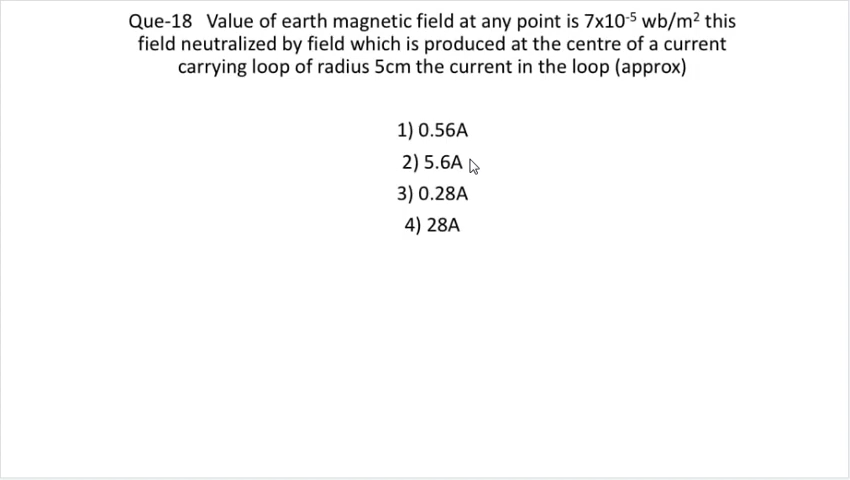 Que-18 Value of earth magnetic field at any point is 7x10⁻⁵ wb/m² this
field neutralized by field which is produced at the centre of a current
carrying loop of radius 5cm the current in the loop (approx)
1) 0.56A
2) 5.6A
3) 0.28A
4) 28A